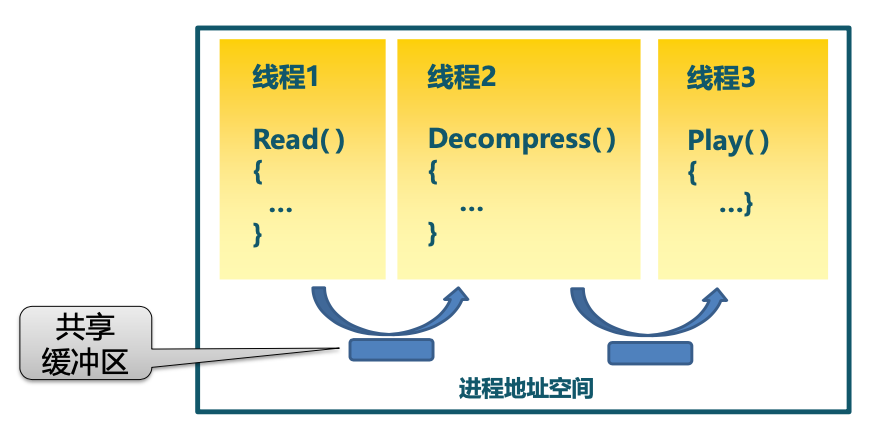 线程1
Read( )
{
...
}
线程2
Decompress( )
{
...
}
线程3
Play( )
{
...}
共享
缓冲区
进程地址空间